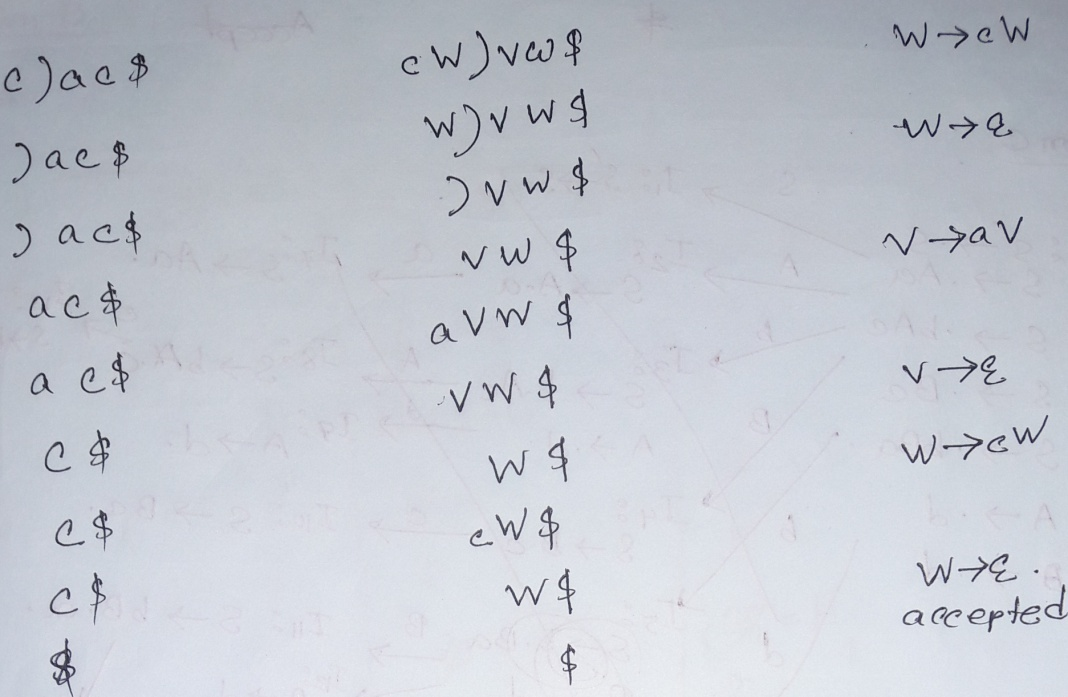 c)ac$ cW)vw$ W→cW
)ac$ W)vW$ W→ε
)ac$ )vw$ V→aV
ac$ vw$
ac$ aVW$ V→ε
c$ VW$ W→cW
c$ W$
c$ cW$ W→ε.
$ W$ accepted
$